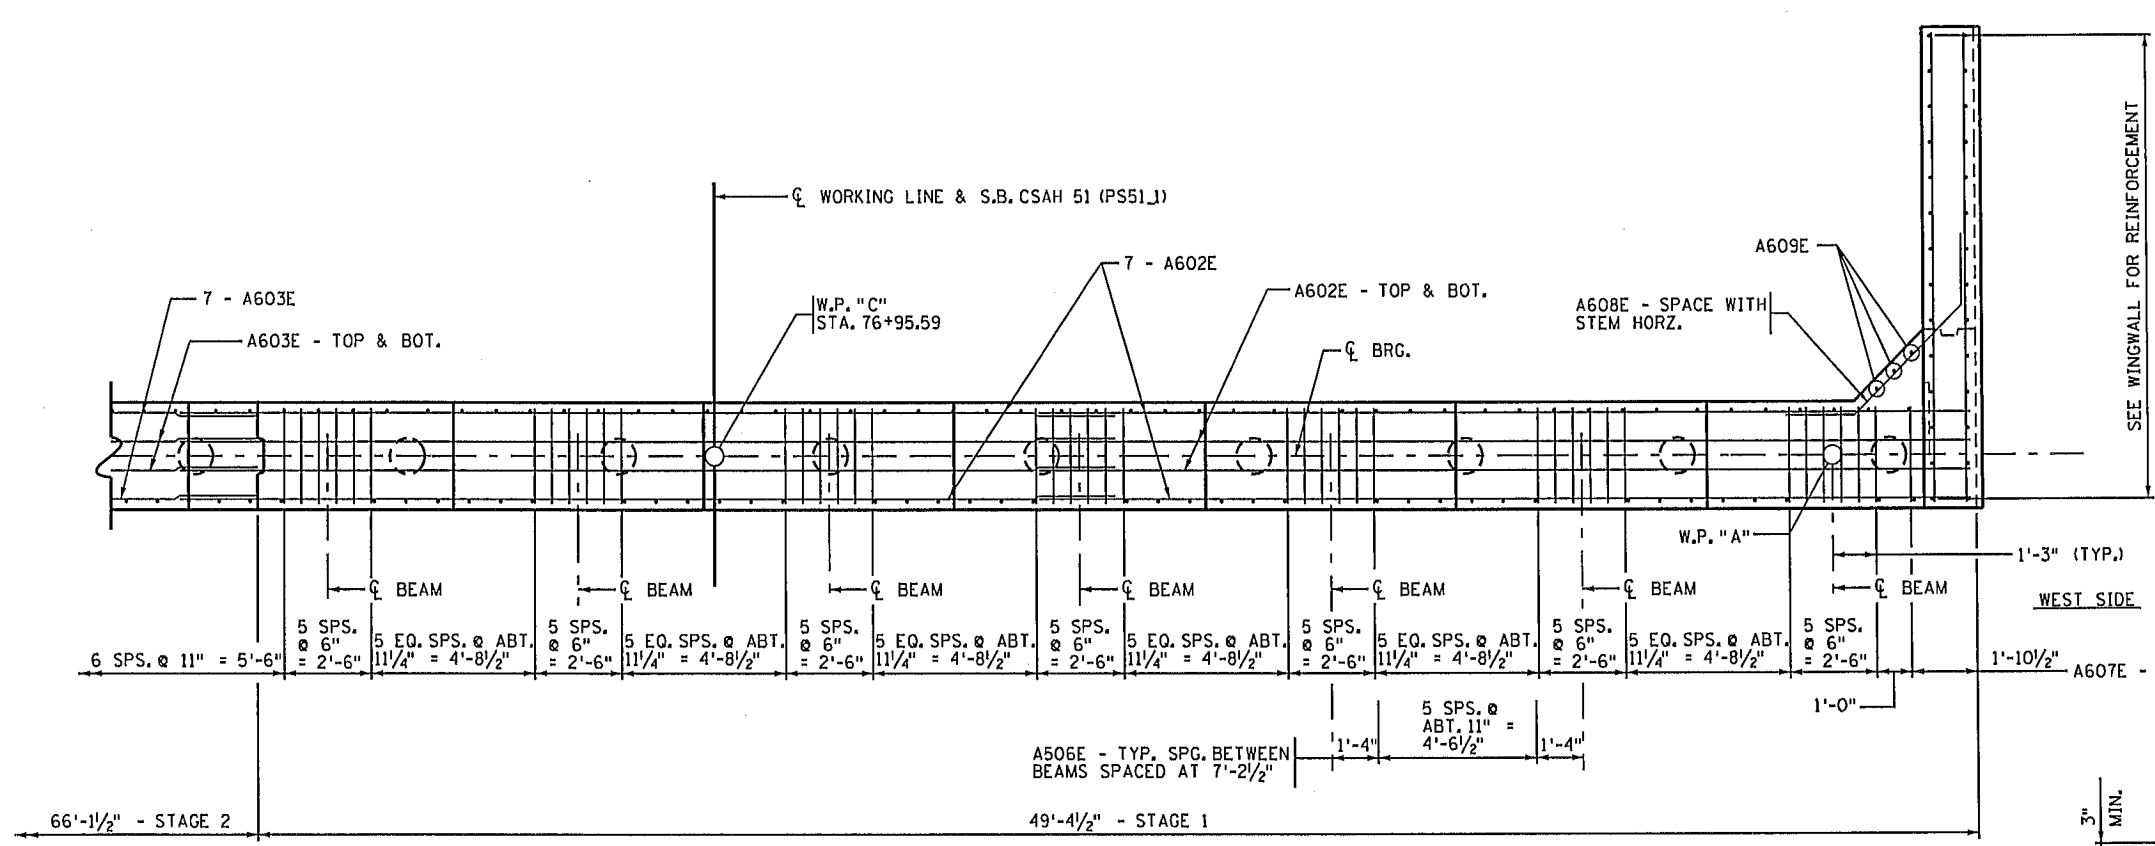 ℄ WORKING LINE & S.B. CSAH 51 (PS51_1)
7 - A603E
A603E - TOP & BOT.
W.P. "C"
STA. 76+95.59
7 - A602E
A602E - TOP & BOT.
℄ BRG.
A609E
A608E - SPACE WITH
STEM HORZ.
SEE WINGWALL FOR REINFORCEMENT
W.P. "A"
1'-3" (TYP.)
WEST SIDE
℄ BEAM
℄ BEAM
℄ BEAM
℄ BEAM
℄ BEAM
℄ BEAM
℄ BEAM
6 SPS. @ 11" = 5'-6"
5 SPS.
@ 6"
= 2'-6"
5 EQ. SPS. @ ABT.
11¼" = 4'-8½"
5 SPS.
@ 6"
= 2'-6"
5 EQ. SPS. @ ABT.
11¼" = 4'-8½"
5 SPS.
@ 6"
= 2'-6"
5 EQ. SPS. @ ABT.
11¼" = 4'-8½"
5 SPS.
@ 6"
= 2'-6"
5 EQ. SPS. @ ABT.
11¼" = 4'-8½"
5 SPS.
@ 6"
= 2'-6"
5 EQ. SPS. @ ABT.
11¼" = 4'-8½"
5 SPS.
@ 6"
= 2'-6"
5 EQ. SPS. @ ABT.
11¼" = 4'-8½"
5 SPS.
@ 6"
= 2'-6"
1'-10½"
A607E -
1'-0"
A506E - TYP. SPG. BETWEEN
BEAMS SPACED AT 7'-2½"
1'-4"
5 SPS. @
ABT. 11" =
4'-6½"
1'-4"
66'-1½" - STAGE 2
49'-4½" - STAGE 1
3"
MIN.